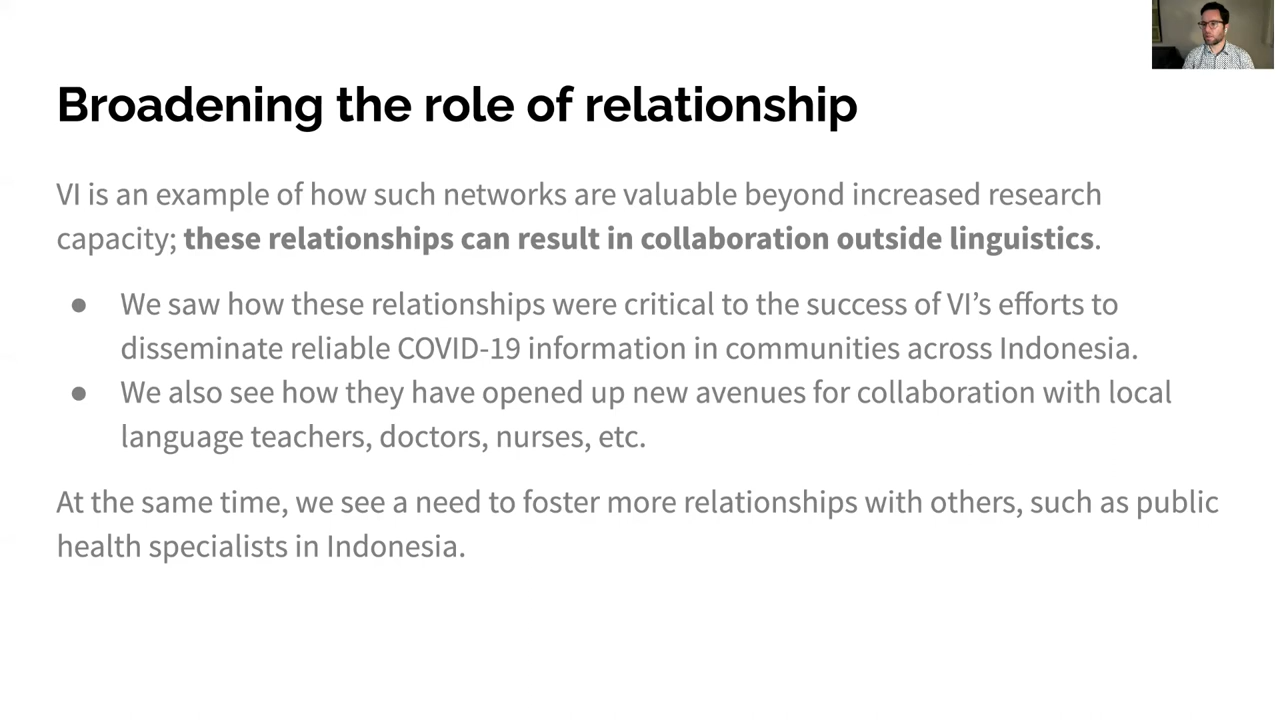 Broadening the role of relationship
VI is an example of how such networks are valuable beyond increased research
capacity; these relationships can result in collaboration outside linguistics.
● We saw how these relationships were critical to the success of VI’s efforts to
disseminate reliable COVID-19 information in communities across Indonesia.
● We also see how they have opened up new avenues for collaboration with local
language teachers, doctors, nurses, etc.
At the same time, we see a need to foster more relationships with others, such as public
health specialists in Indonesia.